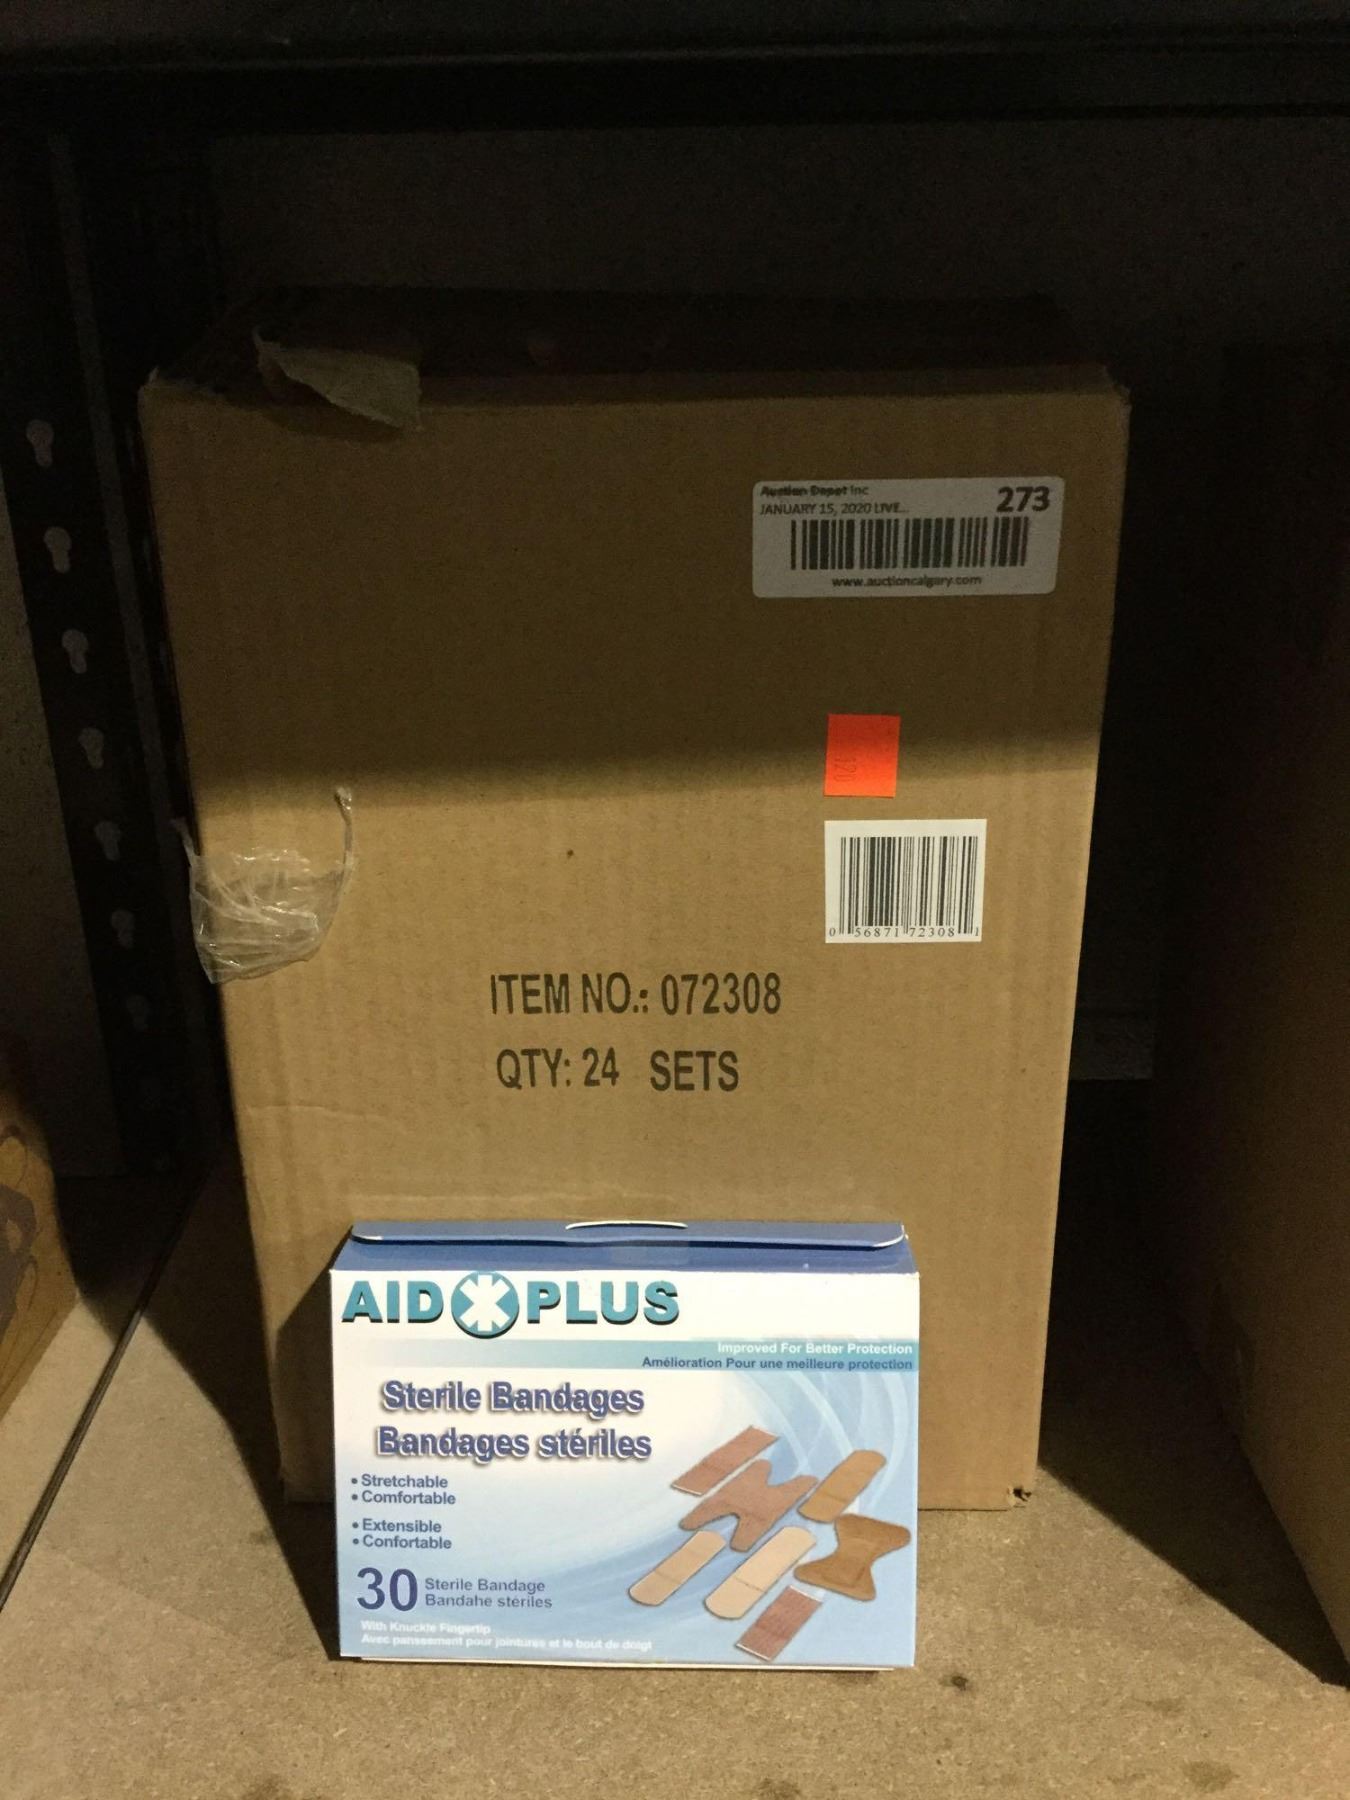 Auction Depot Inc
JANUARY 15, 2020 LIVE...
273
www.auctioncalgary.com
0 56871 72308 1
ITEM NO.: 072308
QTY: 24 SETS
AID PLUS
Improved For Better Protection
Amélioration Pour une meilleure protection
Sterile Bandages
Bandages stériles
• Stretchable
• Comfortable
• Extensible
• Confortable
30
Sterile Bandage
Bandahe stériles
With Knuckle Fingertip
Avec pansement pour jointures et le bout de doigt